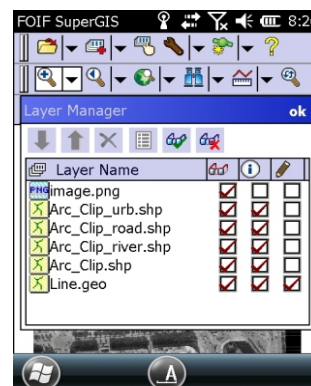 FOIF SuperGIS 8:2
Layer Manager ok
Layer Name
PNG image.png
Arc_Clip_urb.shp
Arc_Clip_road.shp
Arc_Clip_river.shp
Arc_Clip.shp
Line.geo
A